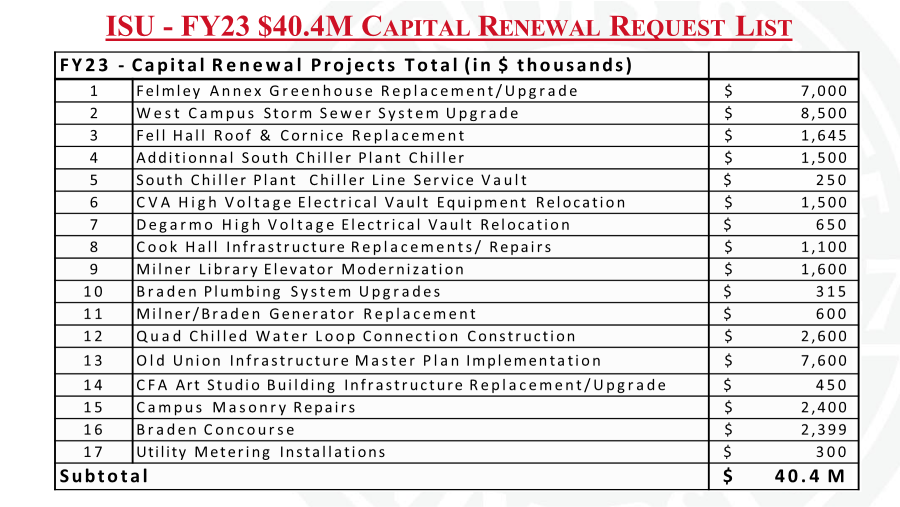 ISU - FY23 $40.4M CAPITAL RENEWAL REQUEST LIST
FY23 - Capital Renewal Projects Total (in $ thousands)
1 Felmley Annex Greenhouse Replacement/Upgrade $ 7,000
2 West Campus Storm Sewer System Upgrade $ 8,500
3 Fell Hall Roof & Cornice Replacement $ 1,645
4 Additionnal South Chiller Plant Chiller $ 1,500
5 South Chiller Plant Chiller Line Service Vault $ 250
6 CVA High Voltage Electrical Vault Equipment Relocation $ 1,500
7 Degarmo High Voltage Electrical Vault Relocation $ 650
8 Cook Hall Infrastructure Replacements/ Repairs $ 1,100
9 Milner Library Elevator Modernization $ 1,600
10 Braden Plumbing System Upgrades $ 315
11 Milner/Braden Generator Replacement $ 600
12 Quad Chilled Water Loop Connection Construction $ 2,600
13 Old Union Infrastructure Master Plan Implementation $ 7,600
14 CFA Art Studio Building Infrastructure Replacement/Upgrade $ 450
15 Campus Masonry Repairs $ 2,400
16 Braden Concourse $ 2,399
17 Utility Metering Installations $ 300
Subtotal $ 40.4 M